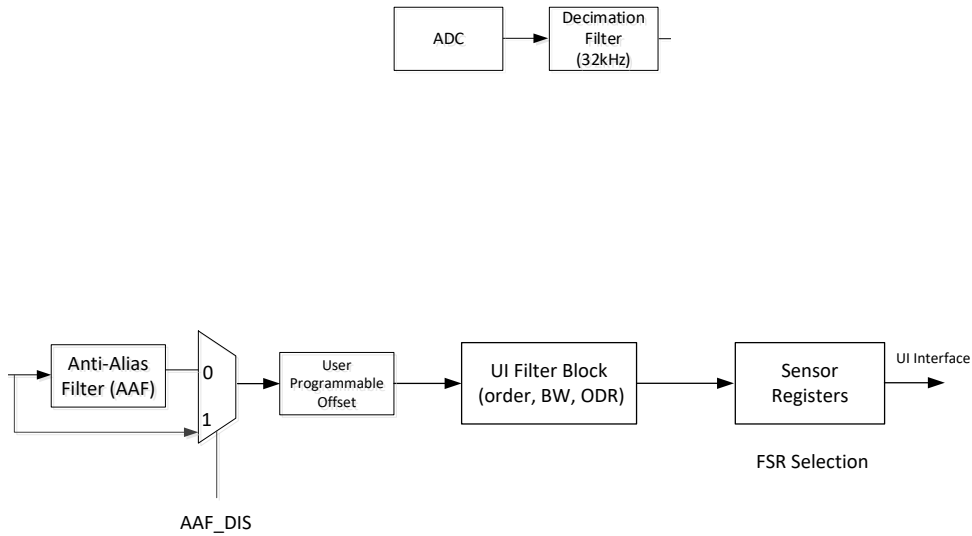 ADC
Decimation
Filter
(32kHz)
Anti-Alias
Filter (AAF)
0
1
User
Programmable
Offset
UI Filter Block
(order, BW, ODR)
Sensor
Registers
UI Interface
FSR Selection
AAF_DIS